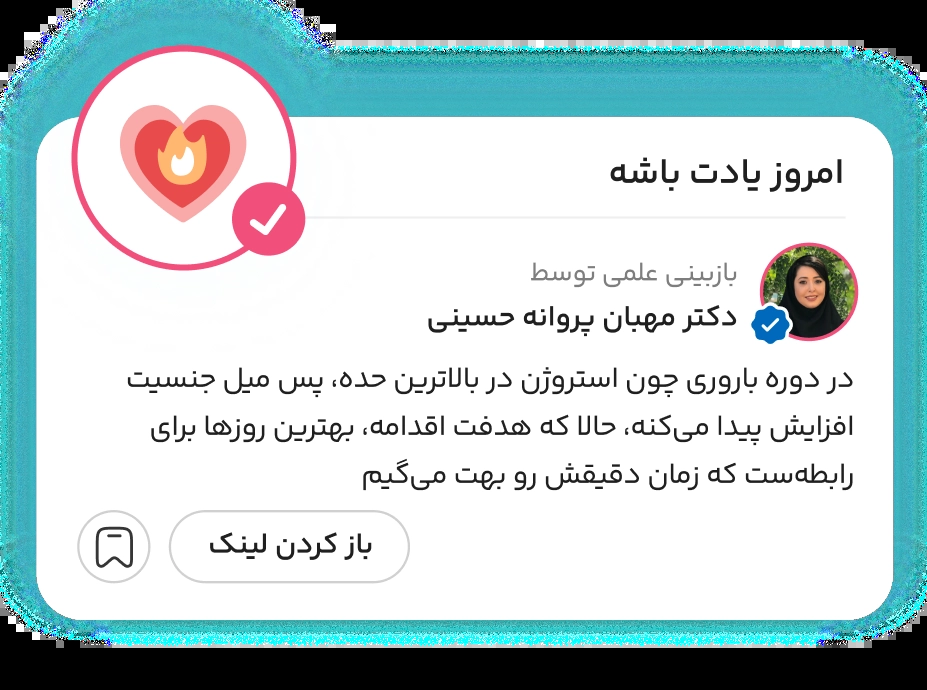 امروز یادت باشه
بازبینی علمی توسط
دکتر مهبان پروانه حسینی
در دوره باروری چون استروژن در بالاترین حده، پس میل جنسیت
افزایش پیدا می‌کنه، حالا که هدفت اقدامه، بهترین روزها برای
رابطه‌ست که زمان دقیقش رو بهت می‌گیم
باز کردن لینک